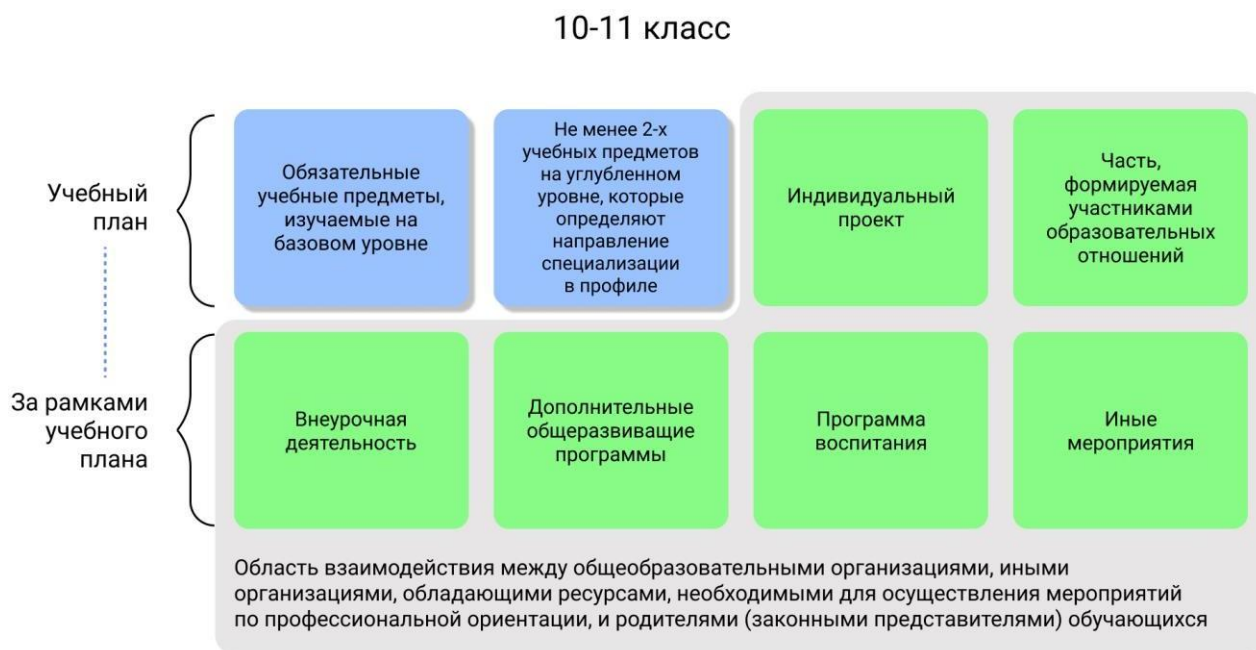 10-11 класс
Учебный
план
Обязательные
учебные предметы,
изучаемые на
базовом уровне
Не менее 2-х
учебных предметов
на углубленном
уровне, которые
определяют
направление
специализации
в профиле
Индивидуальный
проект
Часть,
формируемая
участниками
образовательных
отношений
За рамками
учебного
плана
Внеурочная
деятельность
Дополнительные
общеразвиващие
программы
Программа
воспитания
Иные
мероприятия
Область взаимодействия между общеобразовательными организациями, иными
организациями, обладающими ресурсами, необходимыми для осуществления мероприятий
по профессиональной ориентации, и родителями (законными представителями) обучающихся